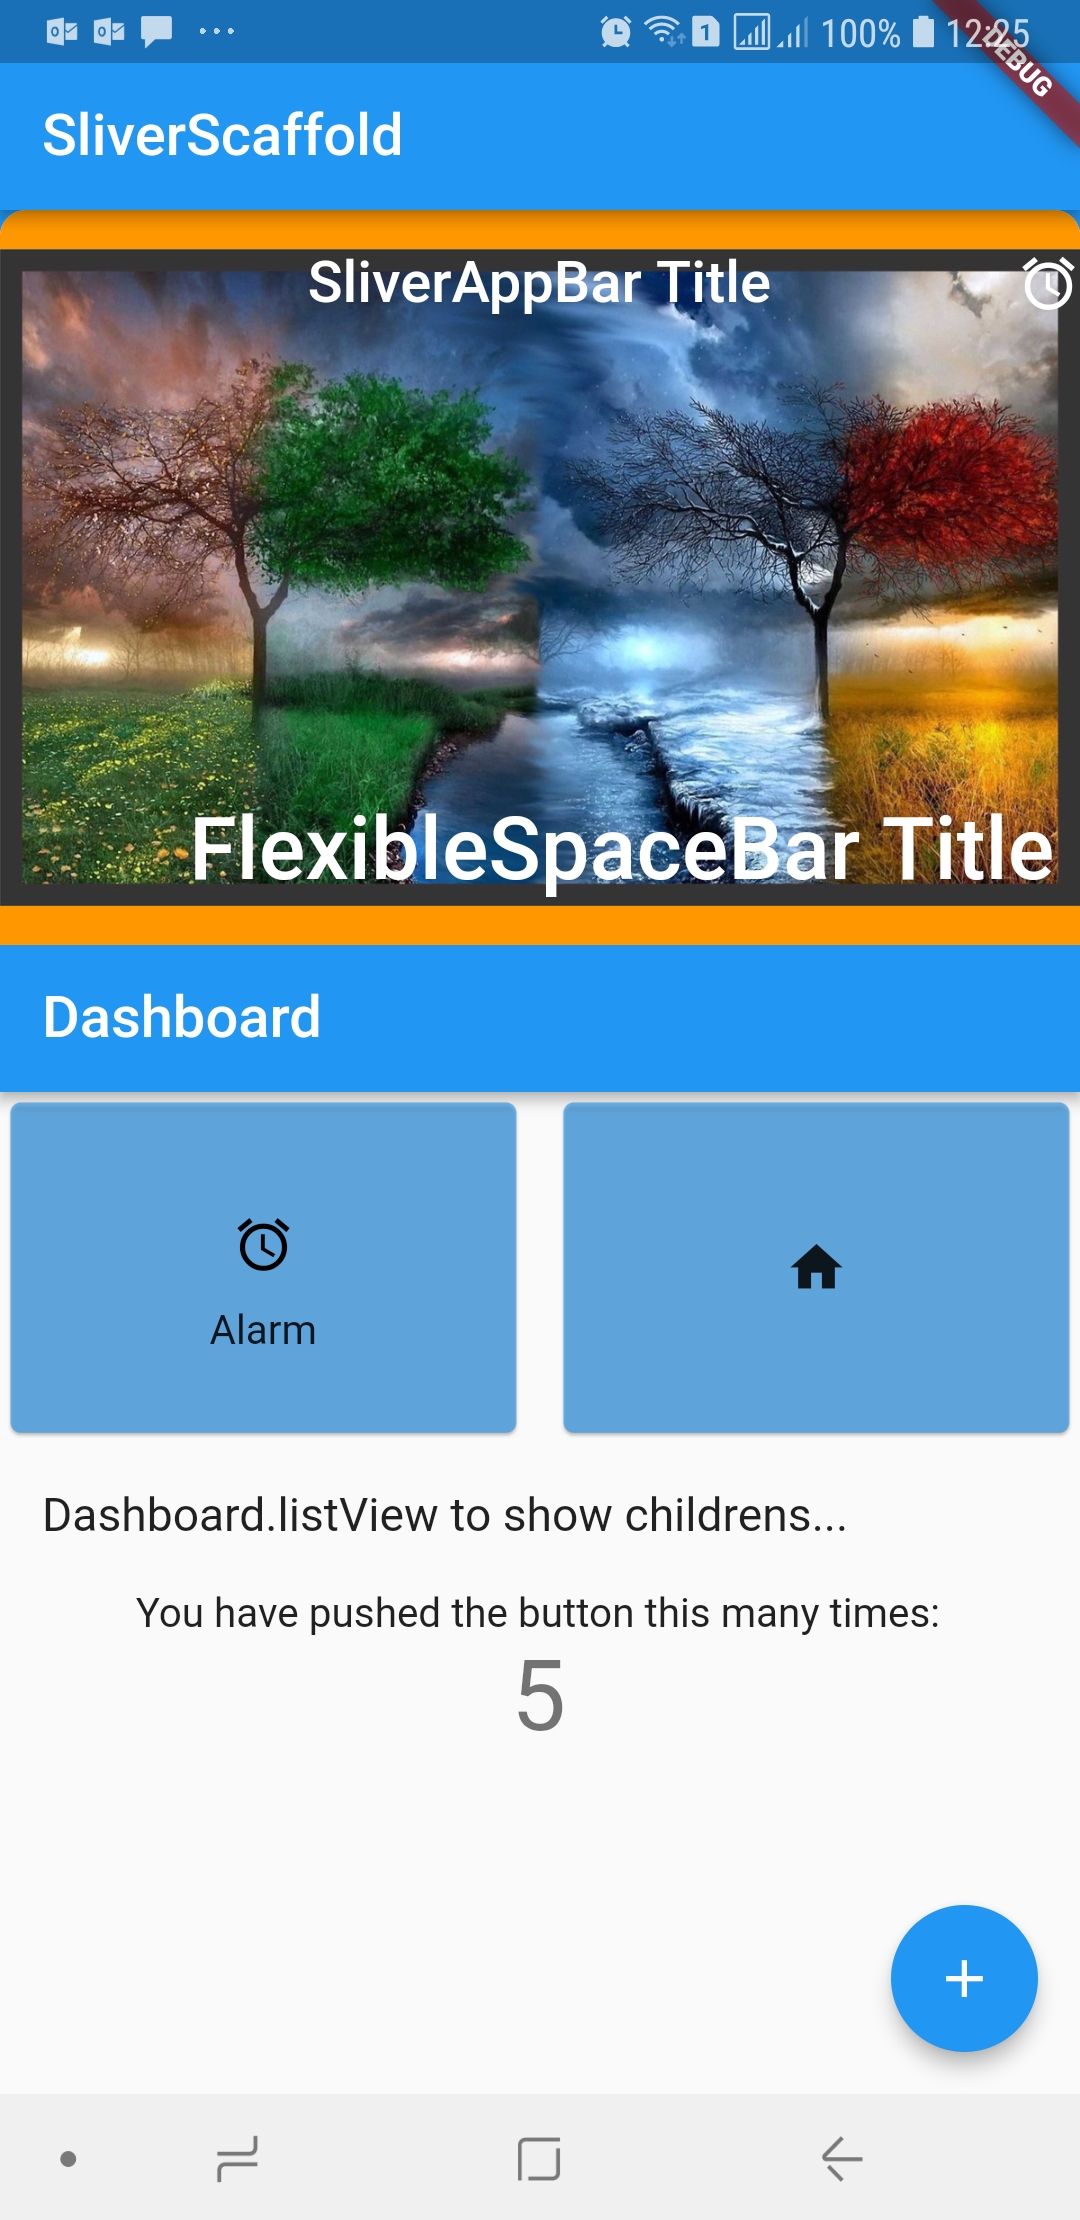 100% 12:25
DEBUG
SliverScaffold
SliverAppBar Title
FlexibleSpaceBar Title
Dashboard
Alarm
Dashboard.listView to show childrens...
You have pushed the button this many times:
5